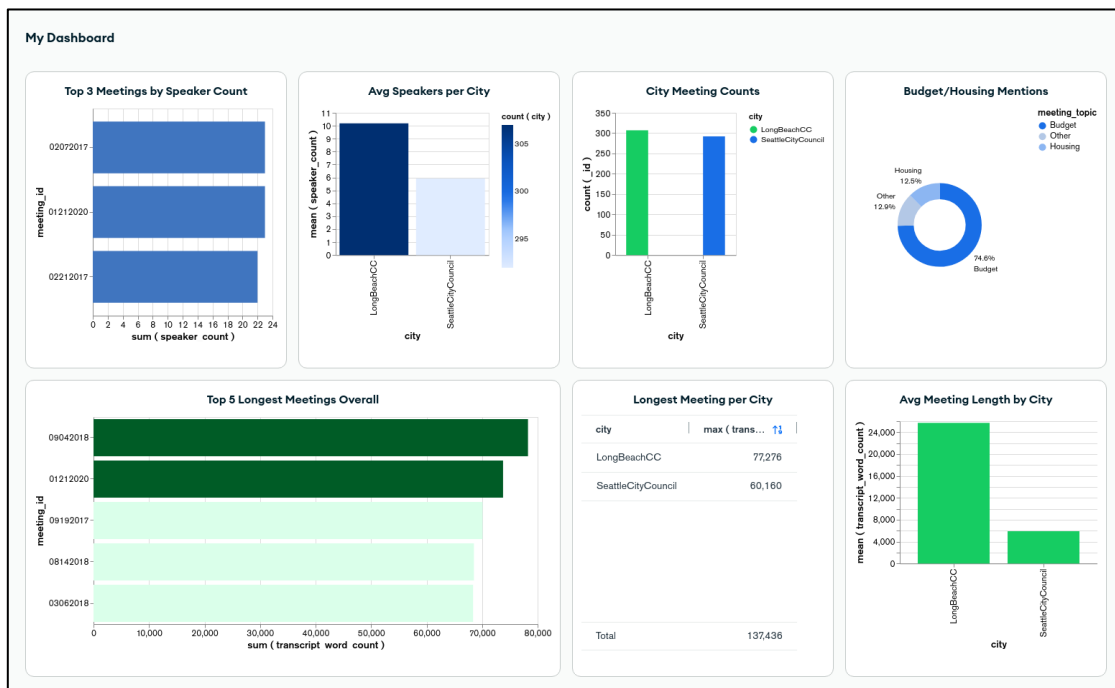 My Dashboard
Top 3 Meetings by Speaker Count
meeting_id
02072017
01212020
02212017
0 2 4 6 8 10 12 14 16 18 20 22 24
sum ( speaker_count )
Avg Speakers per City
mean ( speaker_count )
11
10
9
8
7
6
5
4
3
2
1
0
LongBeachCC
SeattleCityCouncil
city
count ( city )
305
300
295
City Meeting Counts
count ( _id )
350
300
250
200
150
100
50
0
LongBeachCC
SeattleCityCouncil
city
city
LongBeachCC
SeattleCityCouncil
Budget/Housing Mentions
meeting_topic
Budget
Other
Housing
Housing
12.5%
Other
12.9%
74.6%
Budget
Top 5 Longest Meetings Overall
meeting_id
09042018
01212020
09192017
08142018
03062018
0 10,000 20,000 30,000 40,000 50,000 60,000 70,000 80,000
sum ( transcript_word_count )
Longest Meeting per City
city max ( trans...
LongBeachCC 77,276
SeattleCityCouncil 60,160
Total 137,436
Avg Meeting Length by City
mean ( transcript_word_count )
24,000
20,000
16,000
12,000
8,000
4,000
0
LongBeachCC
SeattleCityCouncil
city